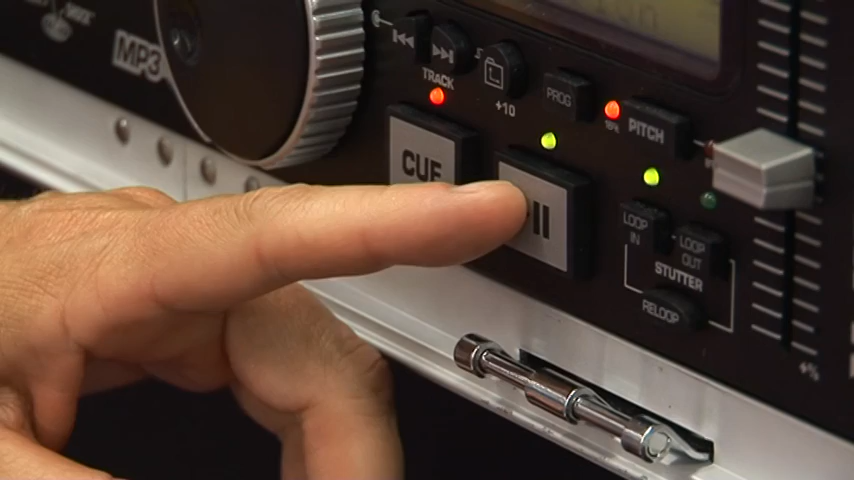 MP3
TRACK
+10
PROG
PITCH
CUE
LOOP
IN
LOOP
OUT
STUTTER
RELOOP
+%